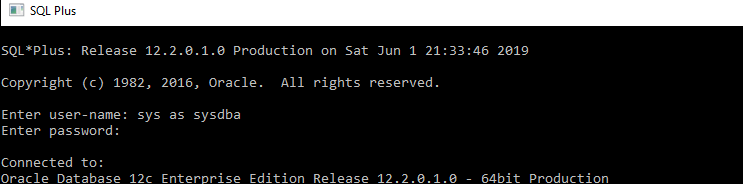 SQL Plus
SQL*Plus: Release 12.2.0.1.0 Production on Sat Jun 1 21:33:46 2019
Copyright (c) 1982, 2016, Oracle.  All rights reserved.
Enter user-name: sys as sysdba
Enter password:
Connected to:
Oracle Database 12c Enterprise Edition Release 12.2.0.1.0 - 64bit Production